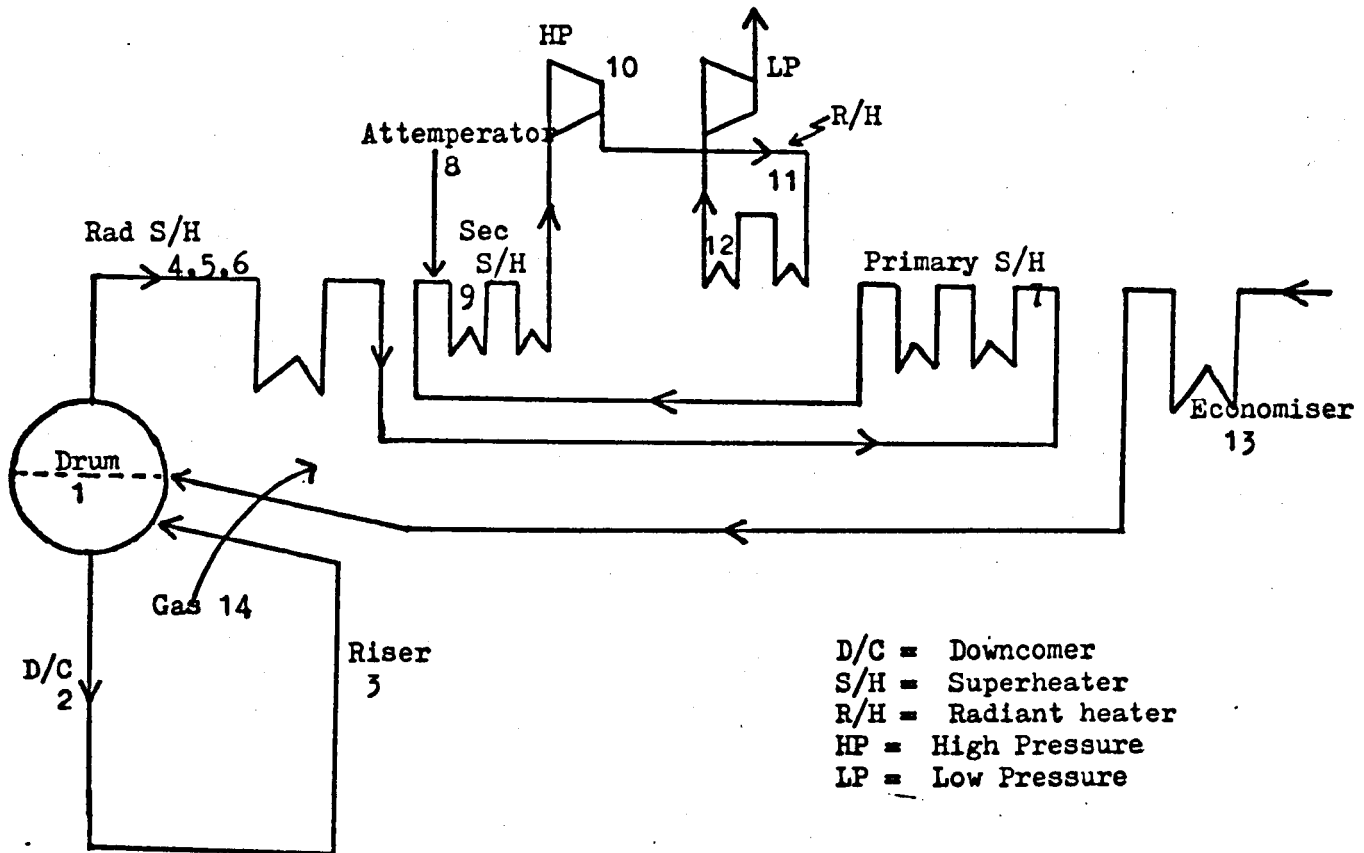 HP
10
LP
R/H
Attemperator
8
11
Rad S/H
4,5,6
Sec
S/H
9
12
Primary S/H
7
Economiser
13
Drum
1
Gas 14
D/C
2
Riser
3
D/C = Downcomer
S/H = Superheater
R/H = Radiant heater
HP = High Pressure
LP = Low Pressure